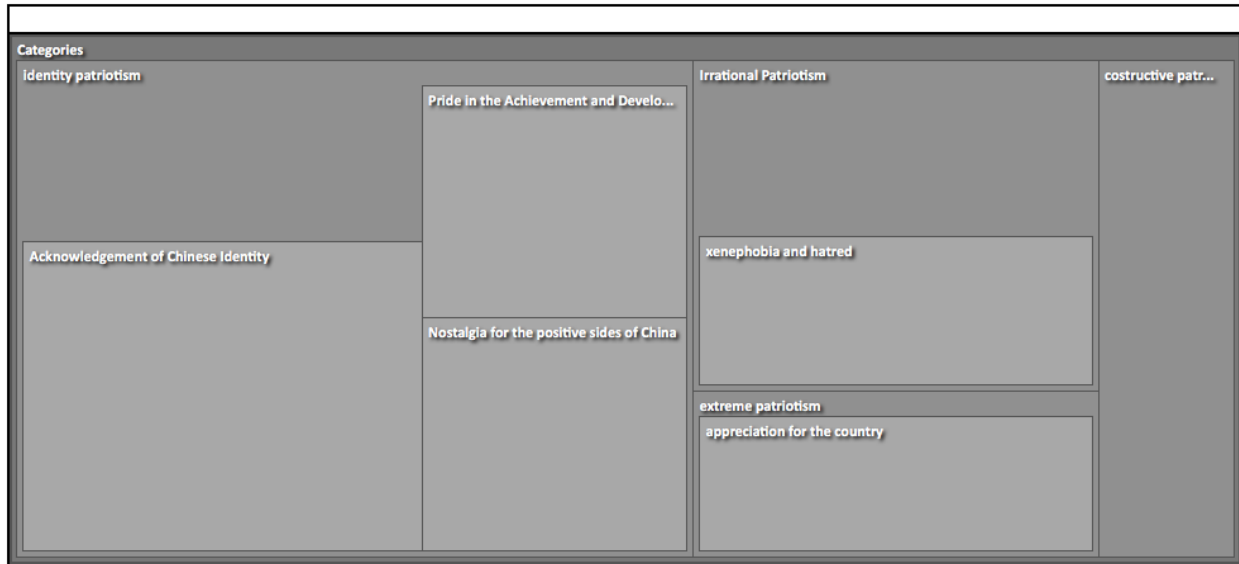 Categories
identity patriotism
Pride in the Achievement and Develo...
Acknowledgement of Chinese Identity
Nostalgia for the positive sides of China
Irrational Patriotism
xenephobia and hatred
extreme patriotism
appreciation for the country
costructive patr...